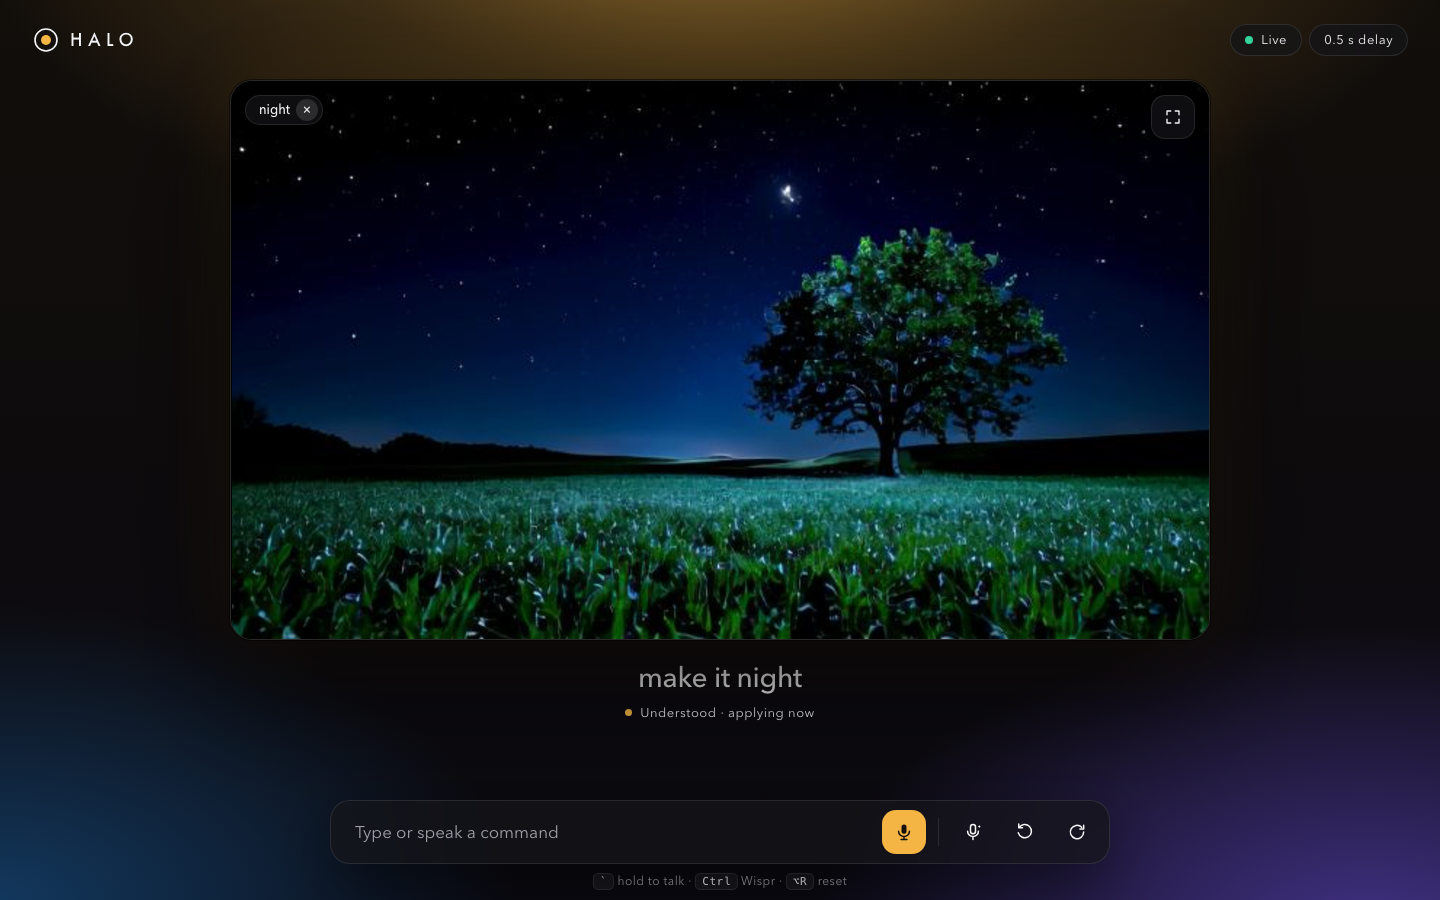 HALO
Live
0.5 s delay
night
make it night
Understood · applying now
Type or speak a command
` hold to talk · Ctrl Wispr · ⌥R reset